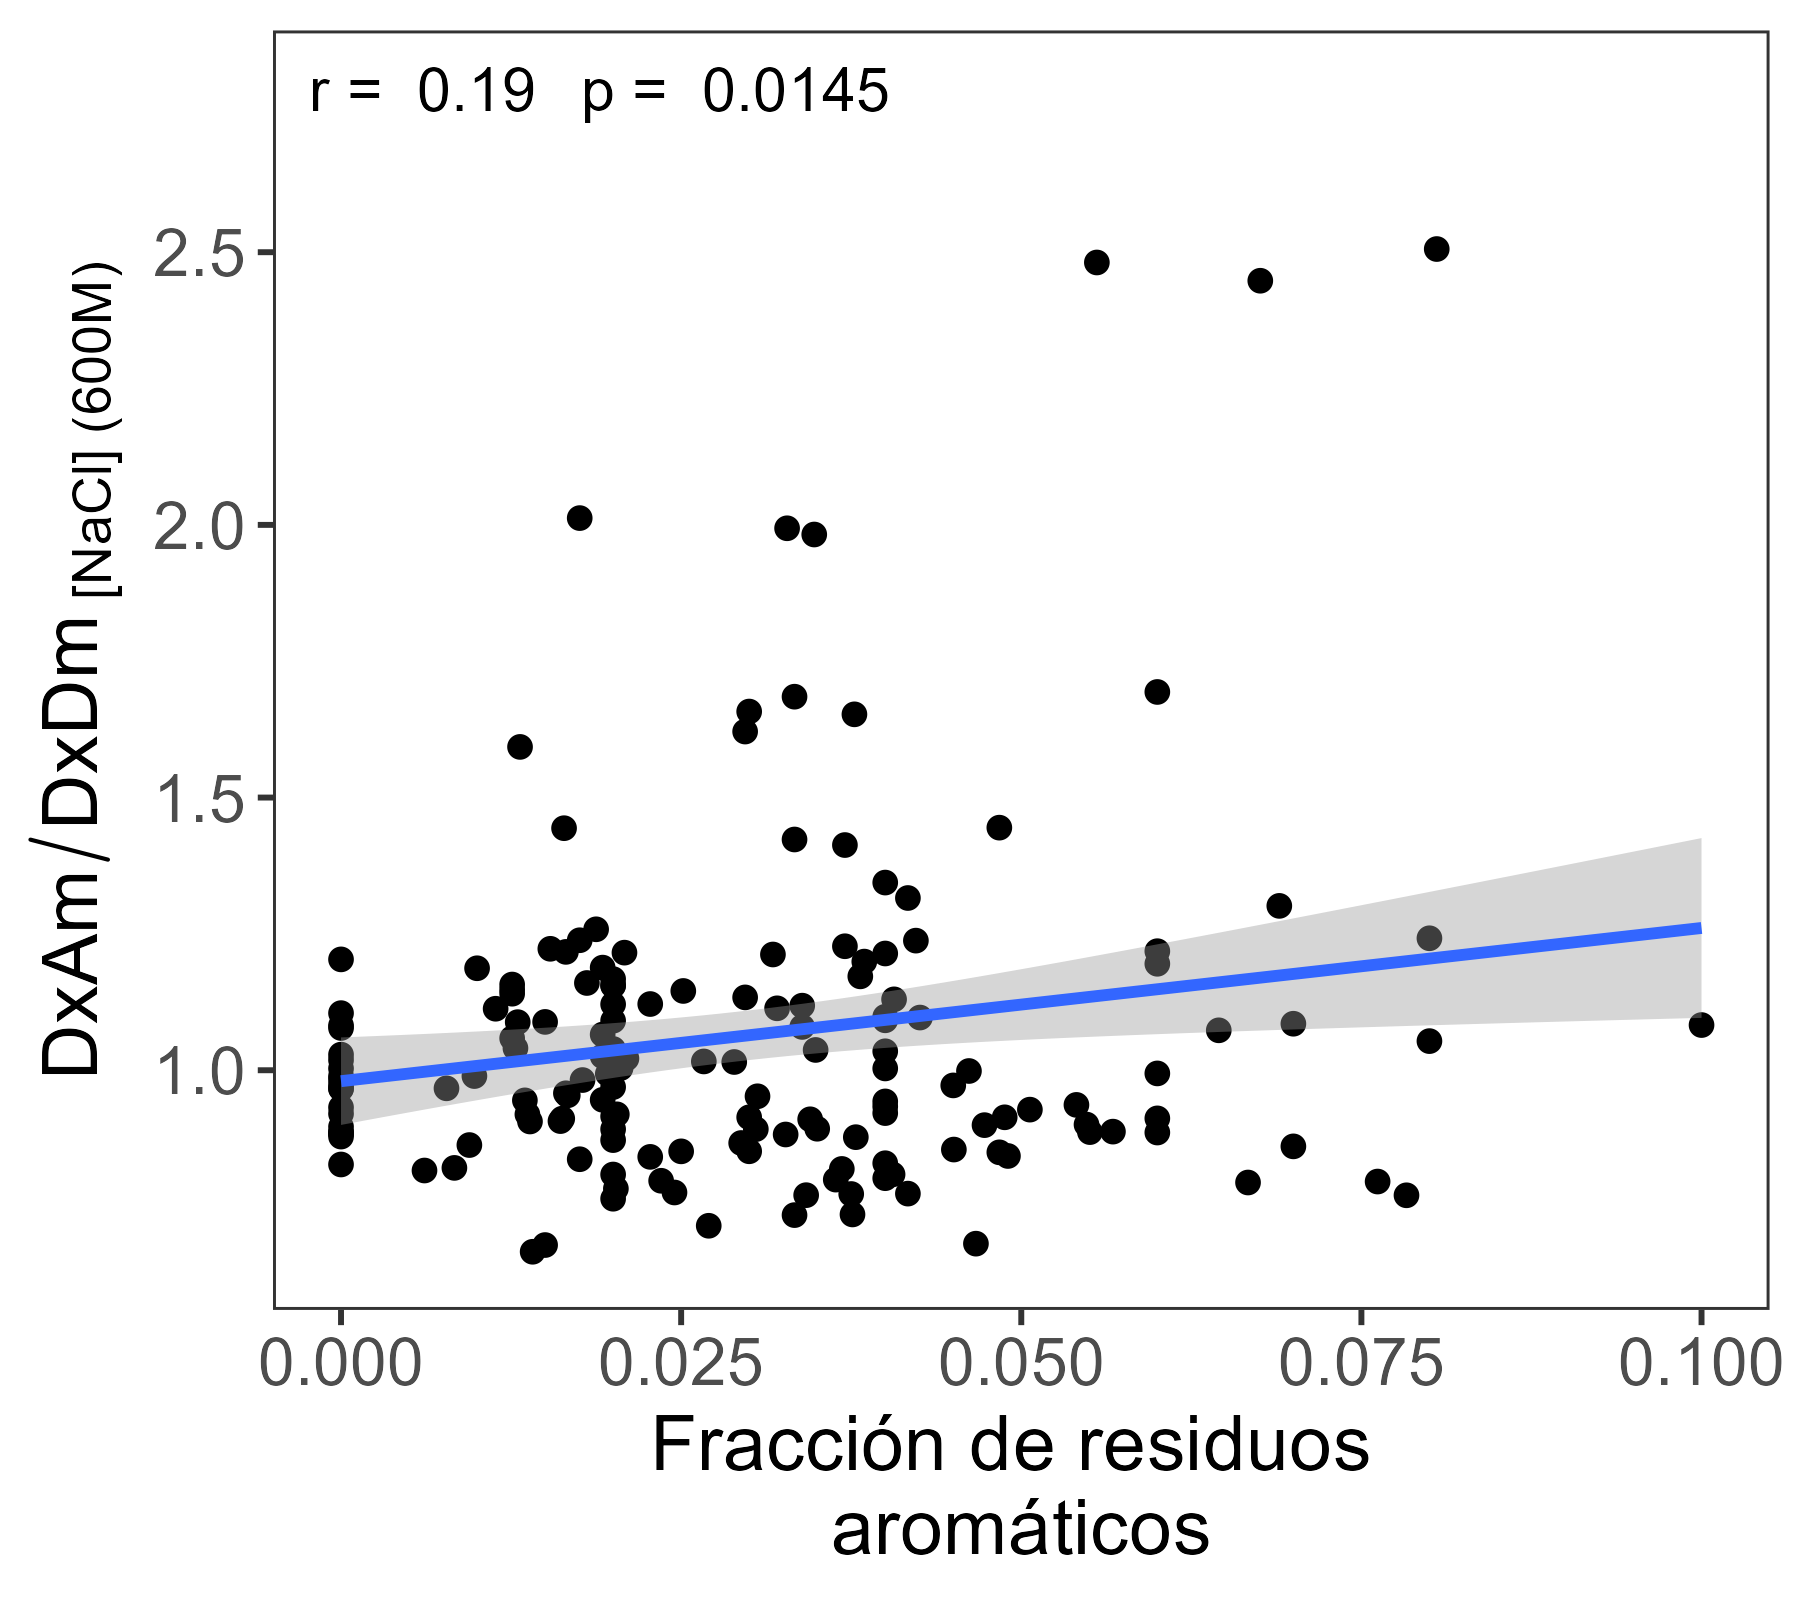 r = 0.19 p = 0.0145
DxAm/DxDm [NaCl] (600M)
2.5
2.0
1.5
1.0
0.000 0.025 0.050 0.075 0.100
Fracción de residuos
aromáticos